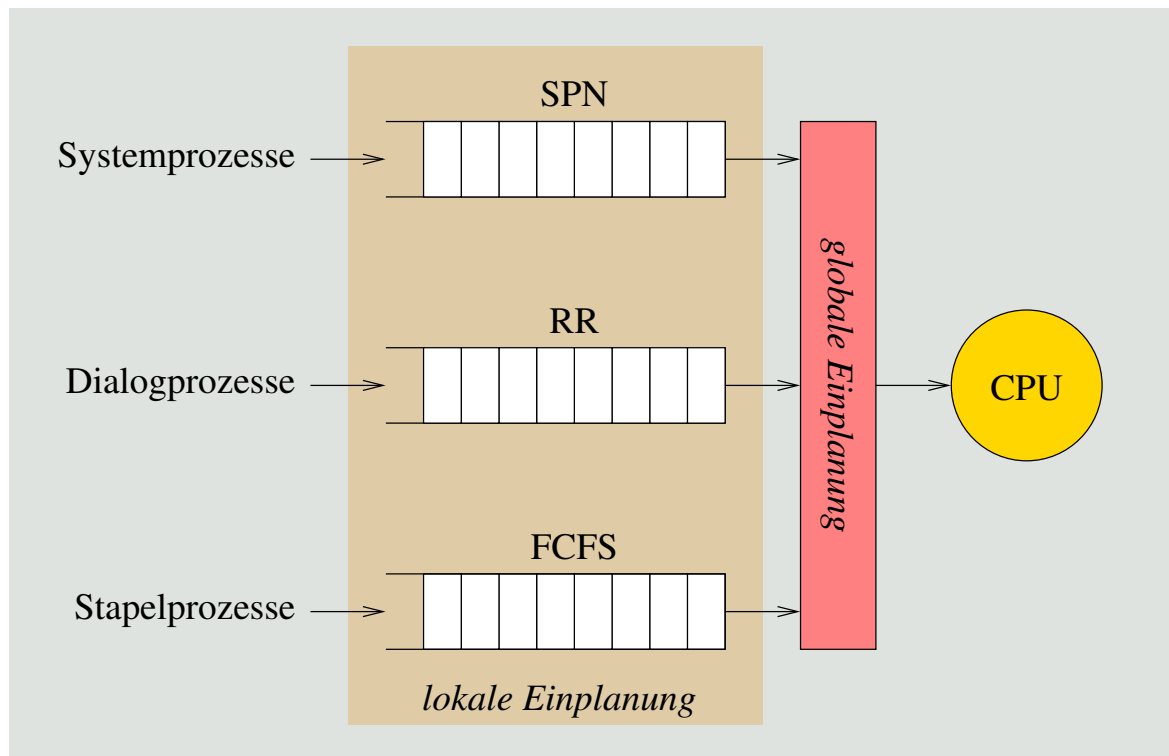 SPN
Systemprozesse
RR
Dialogprozesse
FCFS
Stapelprozesse
lokale Einplanung
globale Einplanung
CPU